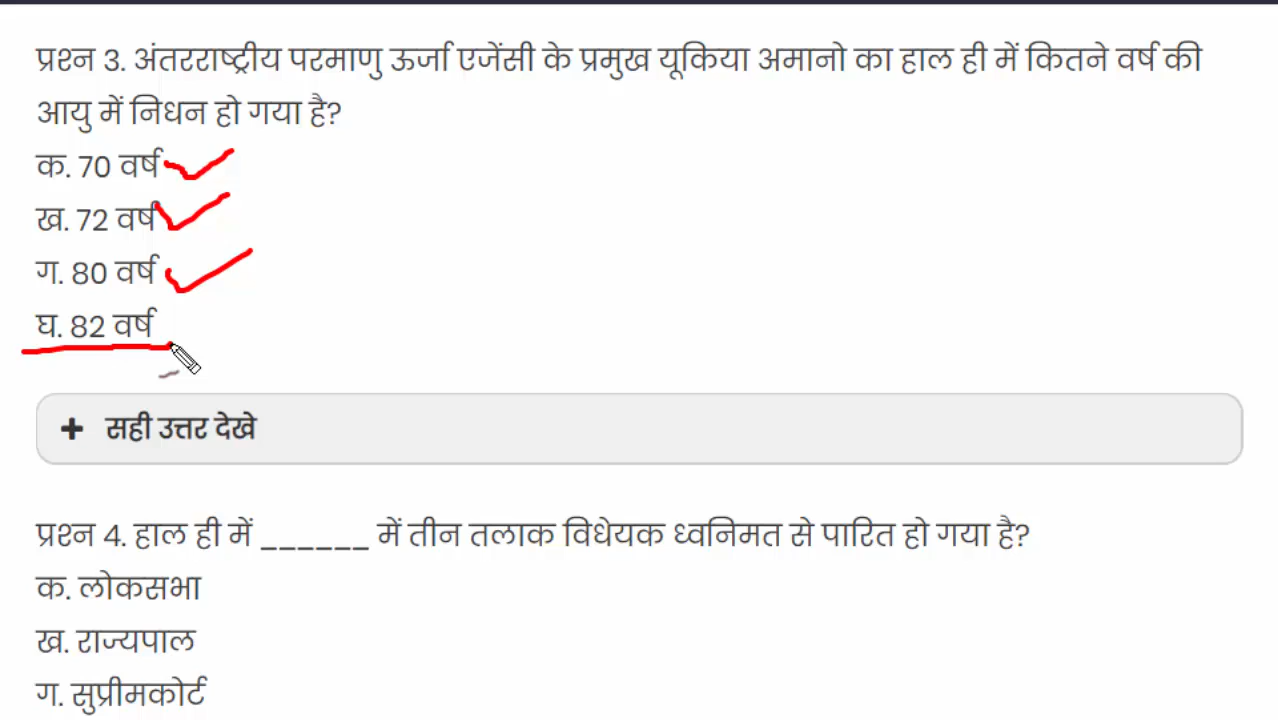 प्रश्न 3. अंतरराष्ट्रीय परमाणु ऊर्जा एजेंसी के प्रमुख यूकिया अमानो का हाल ही में कितने वर्ष की
आयु में निधन हो गया है?
क. 70 वर्ष
ख. 72 वर्ष
ग. 80 वर्ष
घ. 82 वर्ष
+ सही उत्तर देखे
प्रश्न 4. हाल ही में ______ में तीन तलाक विधेयक ध्वनिमत से पारित हो गया है?
क. लोकसभा
ख. राज्यपाल
ग. सुप्रीमकोर्ट